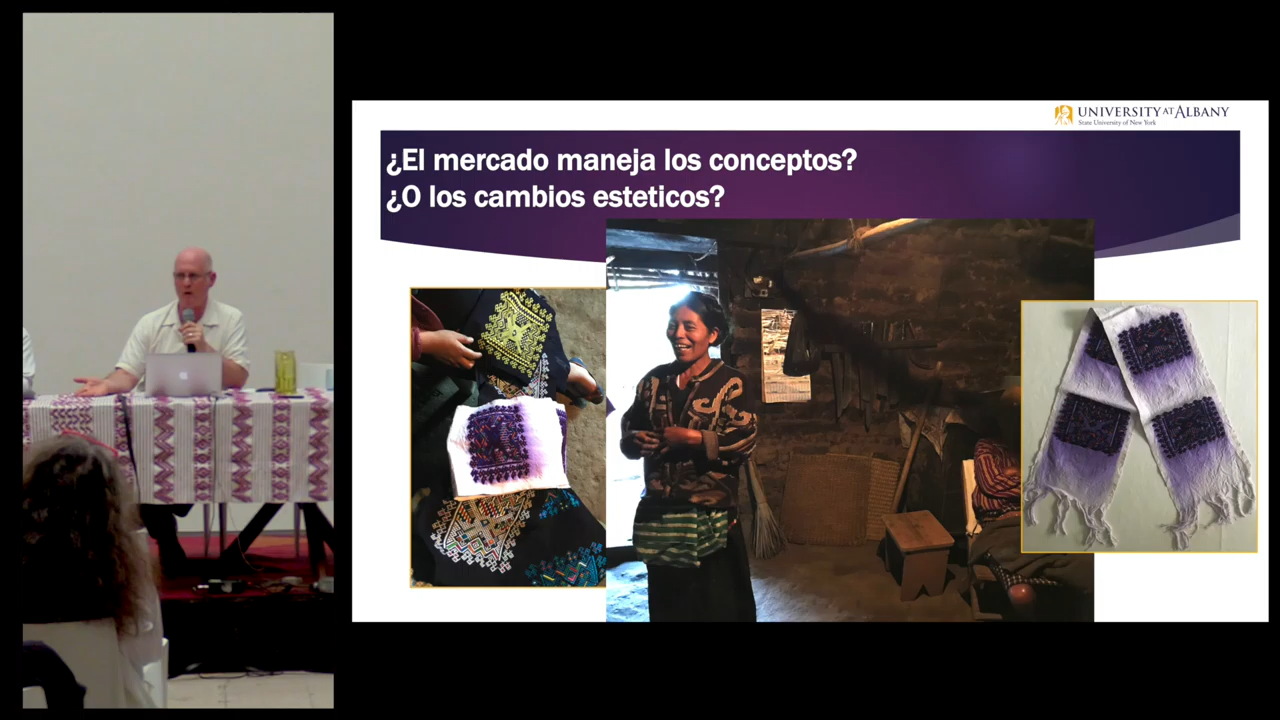 UNIVERSITY AT ALBANY
State University of New York
¿El mercado maneja los conceptos?
¿O los cambios esteticos?